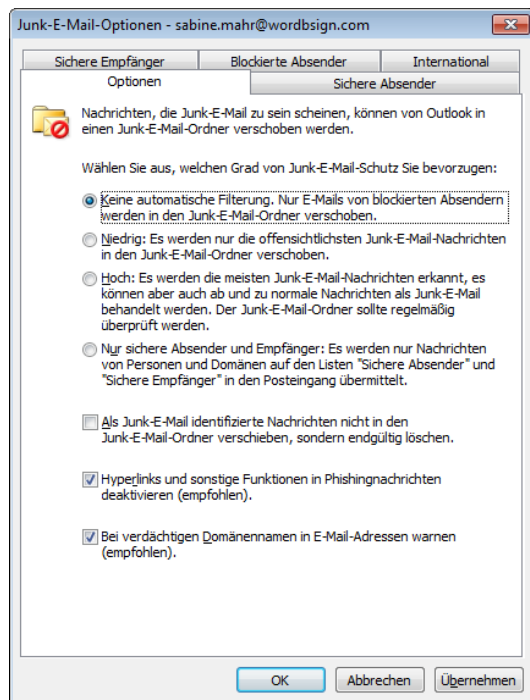 Junk-E-Mail-Optionen - sabine.mahr@wordbsign.com
Sichere Empfänger
Blockierte Absender
International
Optionen
Sichere Absender
Nachrichten, die Junk-E-Mail zu sein scheinen, können von Outlook in
einen Junk-E-Mail-Ordner verschoben werden.
Wählen Sie aus, welchen Grad von Junk-E-Mail-Schutz Sie bevorzugen:
Keine automatische Filterung. Nur E-Mails von blockierten Absendern
werden in den Junk-E-Mail-Ordner verschoben.
Niedrig: Es werden nur die offensichtlichsten Junk-E-Mail-Nachrichten
in den Junk-E-Mail-Ordner verschoben.
Hoch: Es werden die meisten Junk-E-Mail-Nachrichten erkannt, es
können aber auch ab und zu normale Nachrichten als Junk-E-Mail
behandelt werden. Der Junk-E-Mail-Ordner sollte regelmäßig
überprüft werden.
Nur sichere Absender und Empfänger: Es werden nur Nachrichten
von Personen und Domänen auf den Listen "Sichere Absender" und
"Sichere Empfänger" in den Posteingang übermittelt.
Als Junk-E-Mail identifizierte Nachrichten nicht in den
Junk-E-Mail-Ordner verschieben, sondern endgültig löschen.
Hyperlinks und sonstige Funktionen in Phishingnachrichten
deaktivieren (empfohlen).
Bei verdächtigen Domänennamen in E-Mail-Adressen warnen
(empfohlen).
OK
Abbrechen
Übernehmen